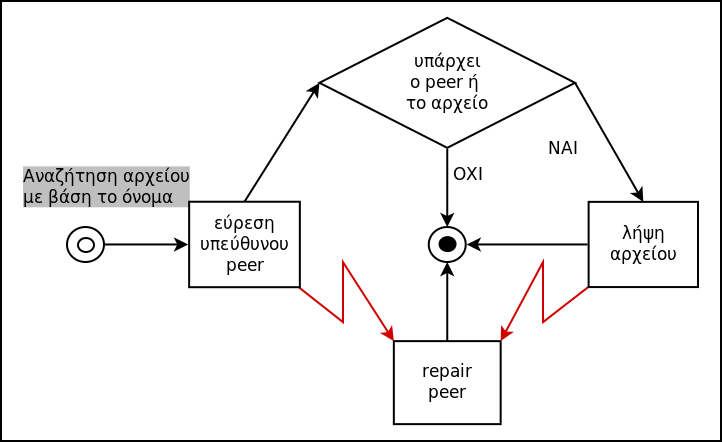 υπάρχει
ο peer ή
το αρχείο
ΝΑΙ
ΟΧΙ
Αναζήτηση αρχείου
με βάση το όνομα
εύρεση
υπεύθυνου
peer
λήψη
αρχείου
repair
peer